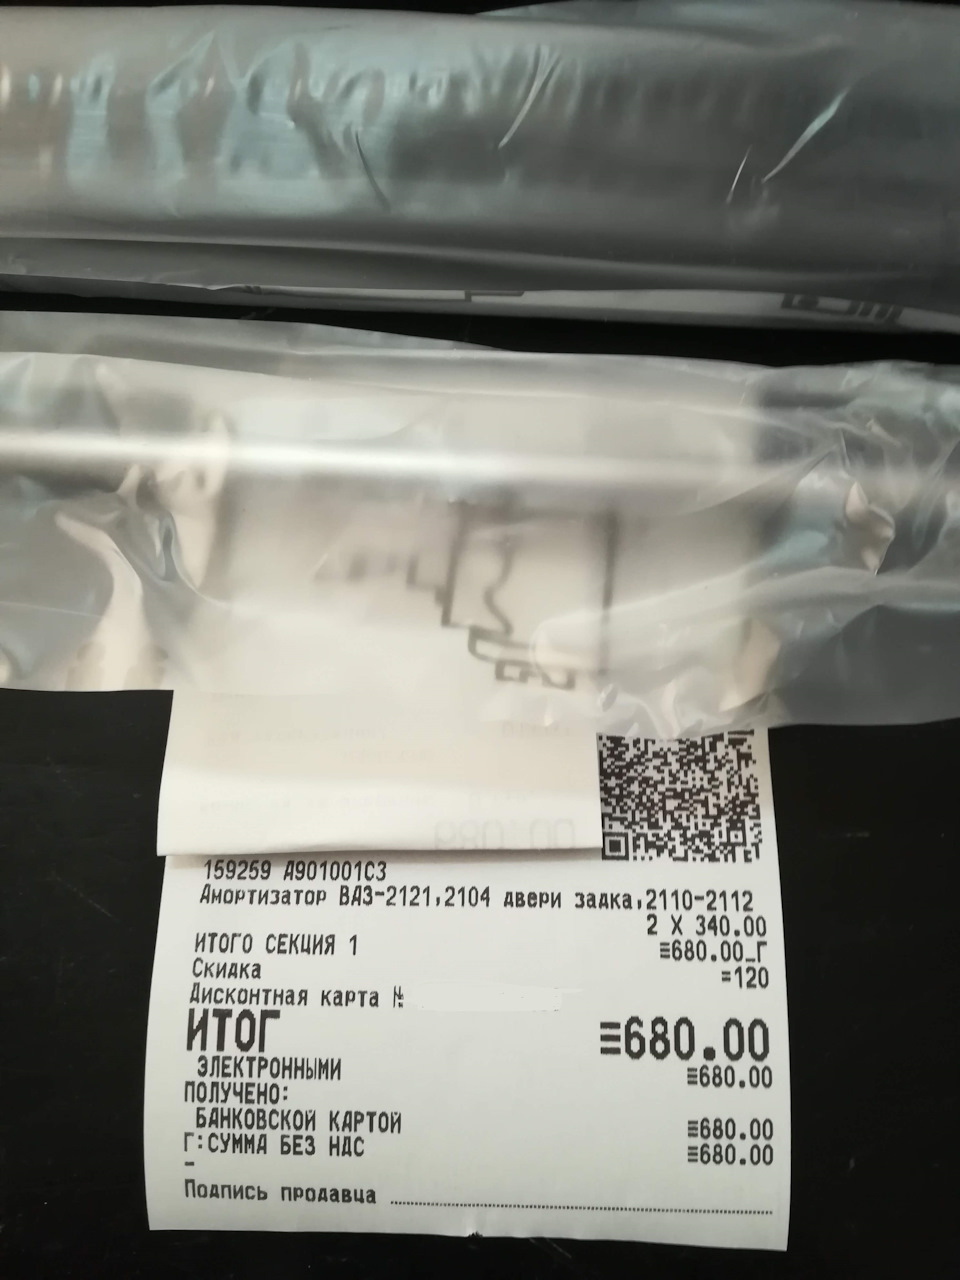 159259 A901001C3
Амортизатор ВАЗ-2121,2104 двери задка,2110-2112
2 X 340.00
ИТОГО СЕКЦИЯ 1 ≡680.00_Г
Скидка =120
Дисконтная карта №
ИТОГ ≡680.00
ЭЛЕКТРОННЫМИ ≡680.00
ПОЛУЧЕНО:
БАНКОВСКОЙ КАРТОЙ ≡680.00
Г:СУММА БЕЗ НДС ≡680.00
-
Подпись продавца